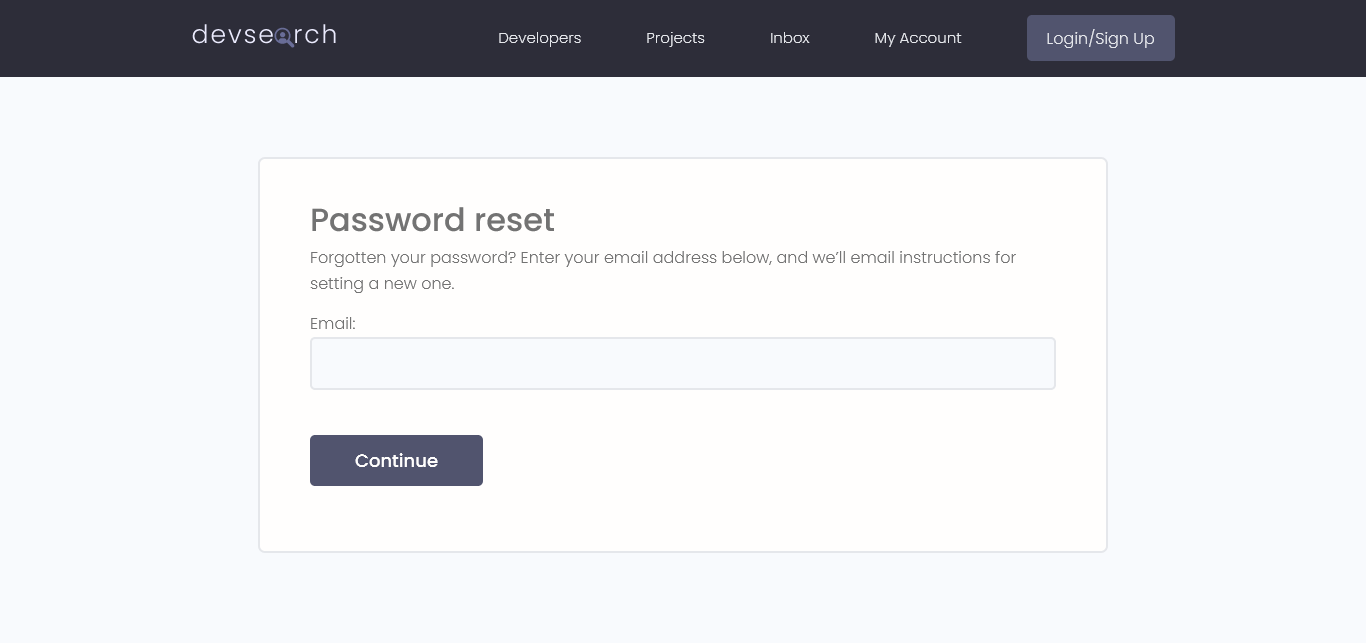 devsearch Developers Projects Inbox My Account Login/Sign Up
Password reset
Forgotten your password? Enter your email address below, and we’ll email instructions for
setting a new one.
Email:
Continue